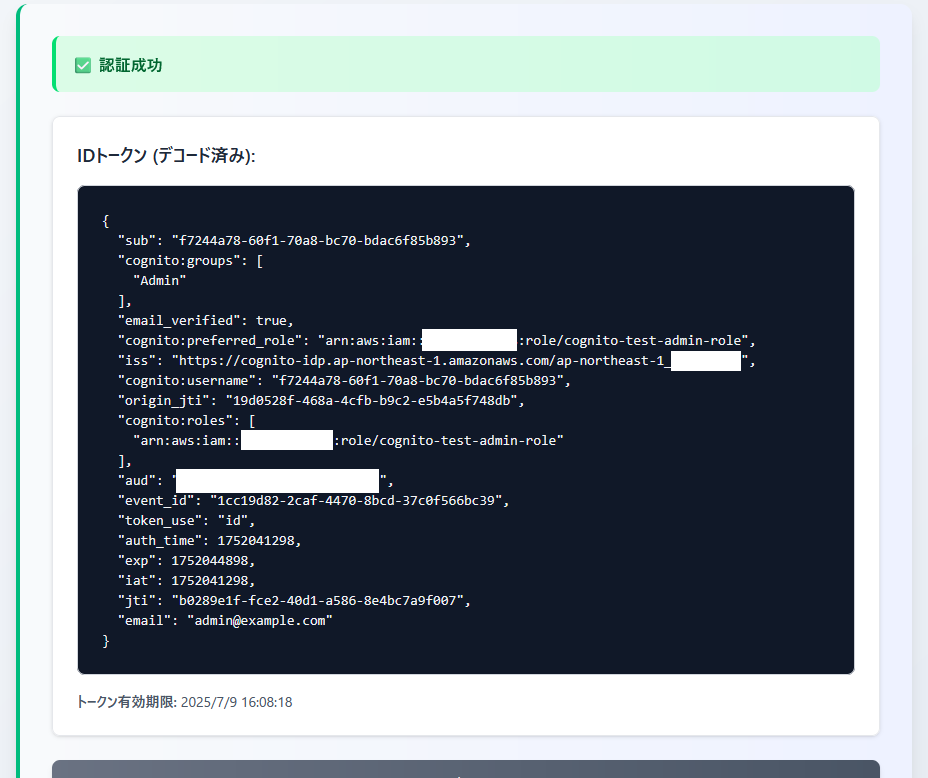 ✅ 認証成功
IDトークン (デコード済み):
{
  "sub": "f7244a78-60f1-70a8-bc70-bdac6f85b893",
  "cognito:groups": [
    "Admin"
  ],
  "email_verified": true,
  "cognito:preferred_role": "arn:aws:iam:: :role/cognito-test-admin-role",
  "iss": "https://cognito-idp.ap-northeast-1.amazonaws.com/ap-northeast-1_ ",
  "cognito:username": "f7244a78-60f1-70a8-bc70-bdac6f85b893",
  "origin_jti": "19d0528f-468a-4cfb-b9c2-e5b4a5f748db",
  "cognito:roles": [
    "arn:aws:iam:: :role/cognito-test-admin-role"
  ],
  "aud": " ",
  "event_id": "1cc19d82-2caf-4470-8bcd-37c0f566bc39",
  "token_use": "id",
  "auth_time": 1752041298,
  "exp": 1752044898,
  "iat": 1752041298,
  "jti": "b0289e1f-fce2-40d1-a586-8e4bc7a9f007",
  "email": "admin@example.com"
}
トークン有効期限: 2025/7/9 16:08:18